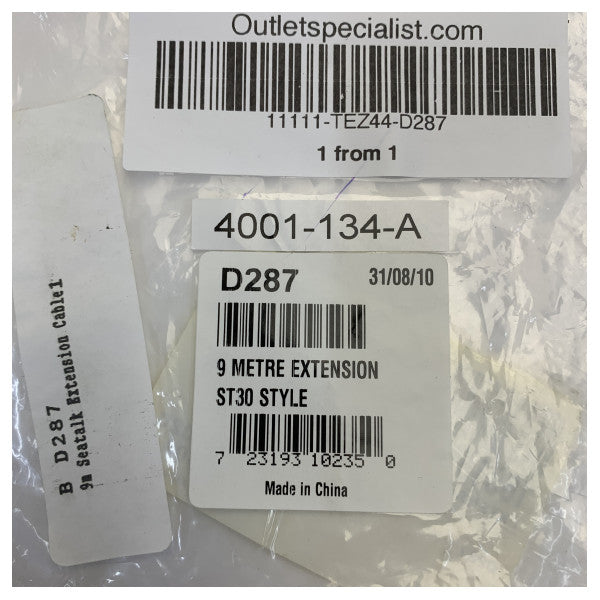 Outletspecialist.com
11111-TEZ44-D287
1 from 1
4001-134-A
D287 31/08/10
9 METRE EXTENSION
ST30 STYLE
7 23193 10235 0
Made in China
B D287
9m Seatalk Extension Cable1